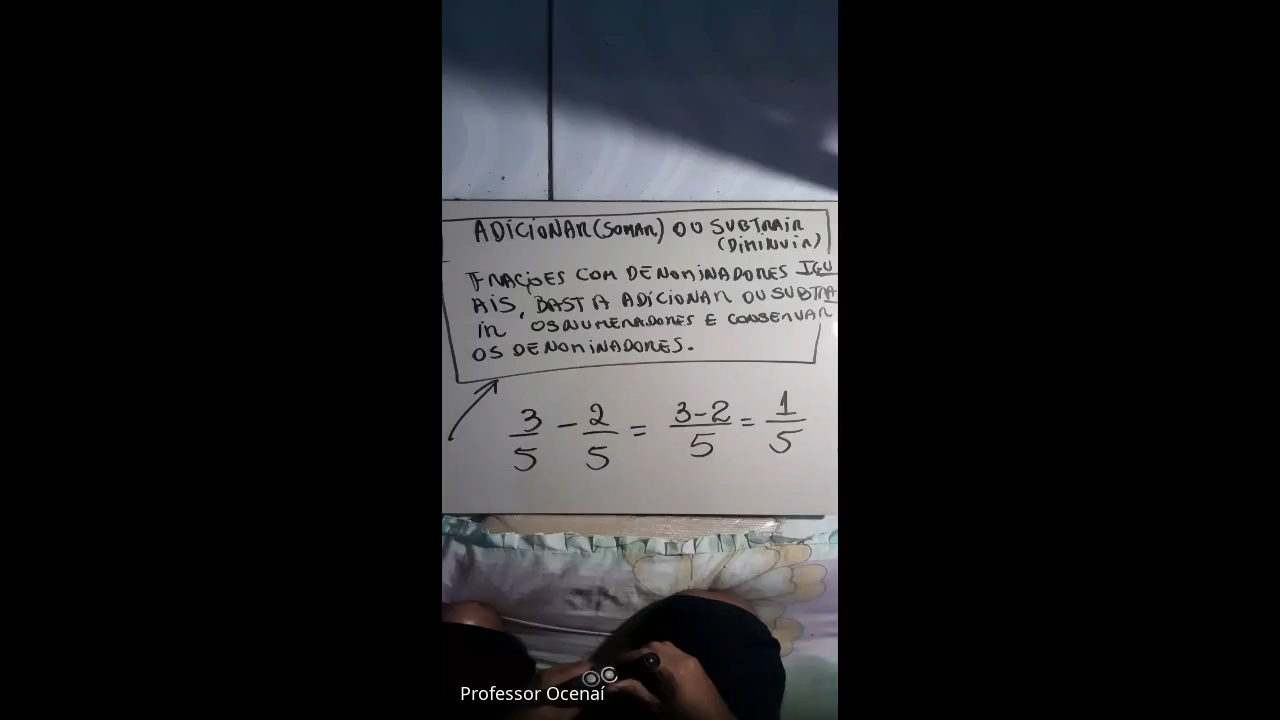 ADICIONAR (SOMAR) OU SUBTRAIR
(DIMINUIR)
FRAÇÕES COM DENOMINADORES IGU
AIS, BASTA ADICIONAR OU SUBTRA
IR OS NUMERADORES E CONSERVAR
OS DENOMINADORES.
3/5 - 2/5 = 3-2/5 = 1/5
Professor Ocenaí